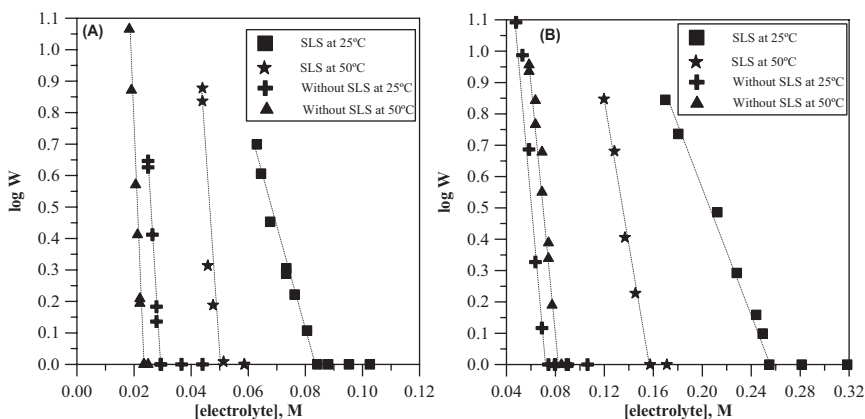 (A)
SLS at 25ºC
SLS at 50ºC
Without SLS at 25ºC
Without SLS at 50ºC
1.1
1.0
0.9
0.8
0.7
0.6
0.5
0.4
0.3
0.2
0.1
0.0
log W
0.00 0.02 0.04 0.06 0.08 0.10 0.12
[electrolyte], M
(B)
SLS at 25ºC
SLS at 50ºC
Without SLS at 25ºC
Without SLS at 50ºC
1.1
1.0
0.9
0.8
0.7
0.6
0.5
0.4
0.3
0.2
0.1
0.0
log W
0.04 0.08 0.12 0.16 0.20 0.24 0.28 0.32
[electrolyte], M